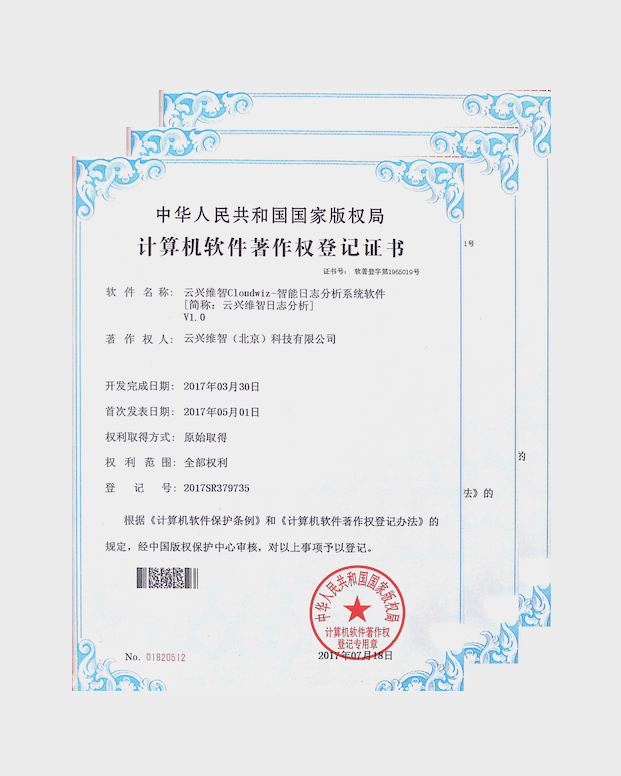 中华人民共和国国家版权局
计算机软件著作权登记证书
证书号： 软著登字第1965019号
软 件 名 称： 云兴维智Cloudwiz-智能日志分析系统软件
[简称：云兴维智日志分析]
V1.0
著 作 权 人： 云兴维智（北京）科技有限公司
开发完成日期： 2017年03月30日
首次发表日期： 2017年05月01日
权利取得方式： 原始取得
权 利 范 围： 全部权利
登 记 号： 2017SR379735
根据《计算机软件保护条例》和《计算机软件著作权登记办法》的
规定，经中国版权保护中心审核，对以上事项予以登记。
中华人民共和国国家版权局
计算机软件著作权
登记专用章
No. 01820512
2017年07月18日
1号
法》的
的